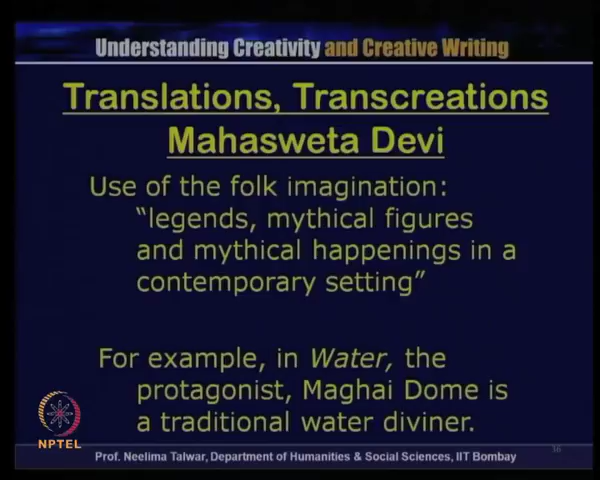 Understanding Creativity and Creative Writing
Translations, Transcreations
Mahasweta Devi
Use of the folk imagination:
“legends, mythical figures
and mythical happenings in a
contemporary setting”
For example, in Water, the
protagonist, Maghai Dome is
a traditional water diviner.
NPTEL
Prof. Neelima Talwar, Department of Humanities & Social Sciences, IIT Bombay